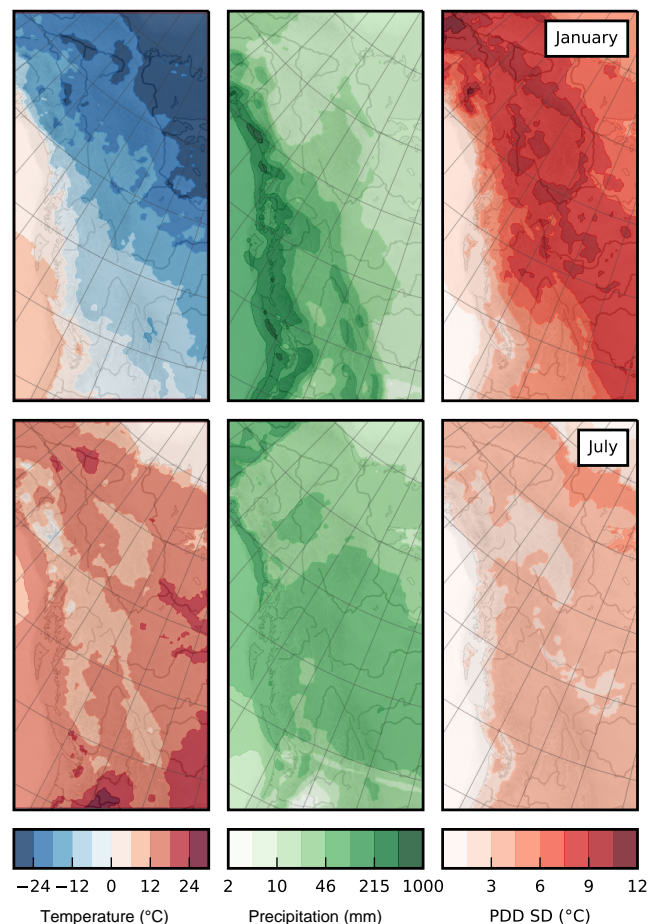 January
July
−24 −12 0 12 24
2 10 46 215 1000
0 3 6 9 12
Temperature (°C)
Precipitation (mm)
PDD SD (°C)